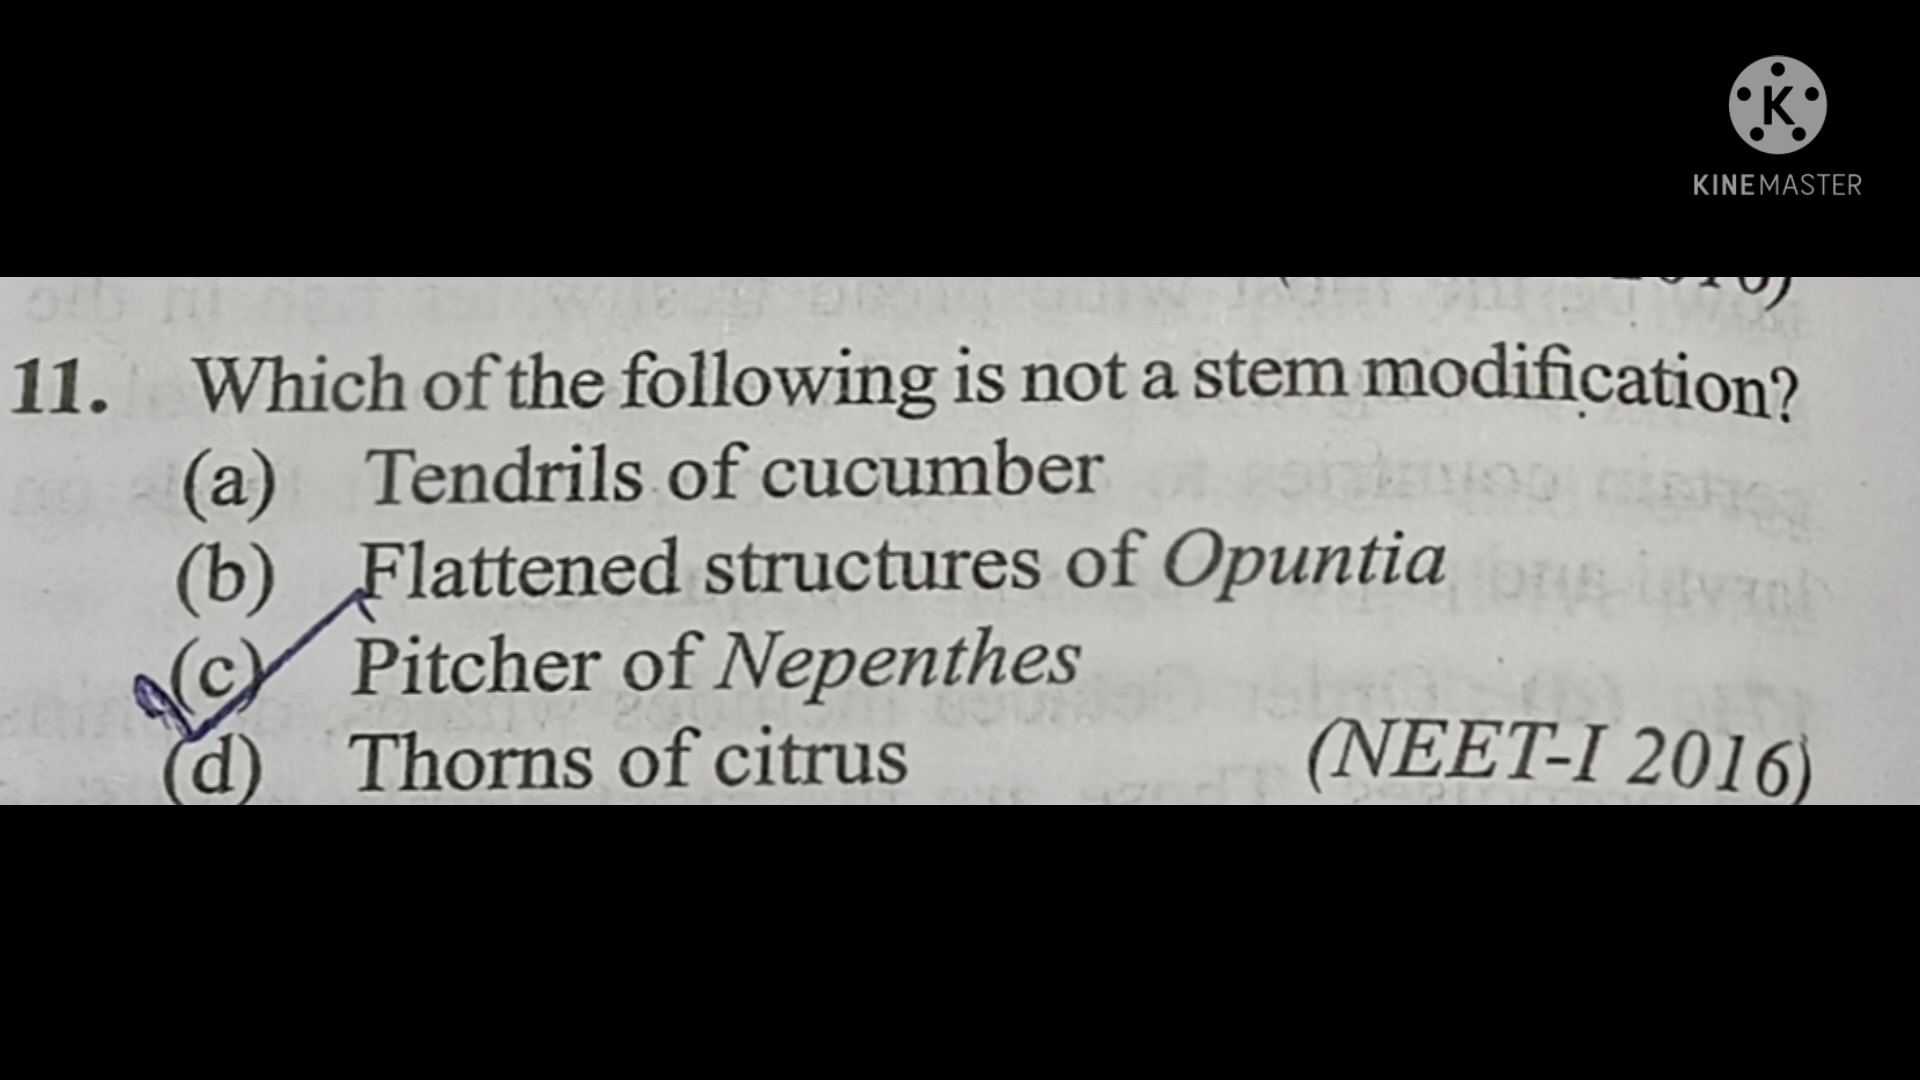 K
KINEMASTER
2016)
11. Which of the following is not a stem modification?
(a) Tendrils of cucumber
(b) Flattened structures of Opuntia
(c) Pitcher of Nepenthes
(d) Thorns of citrus (NEET-I 2016)